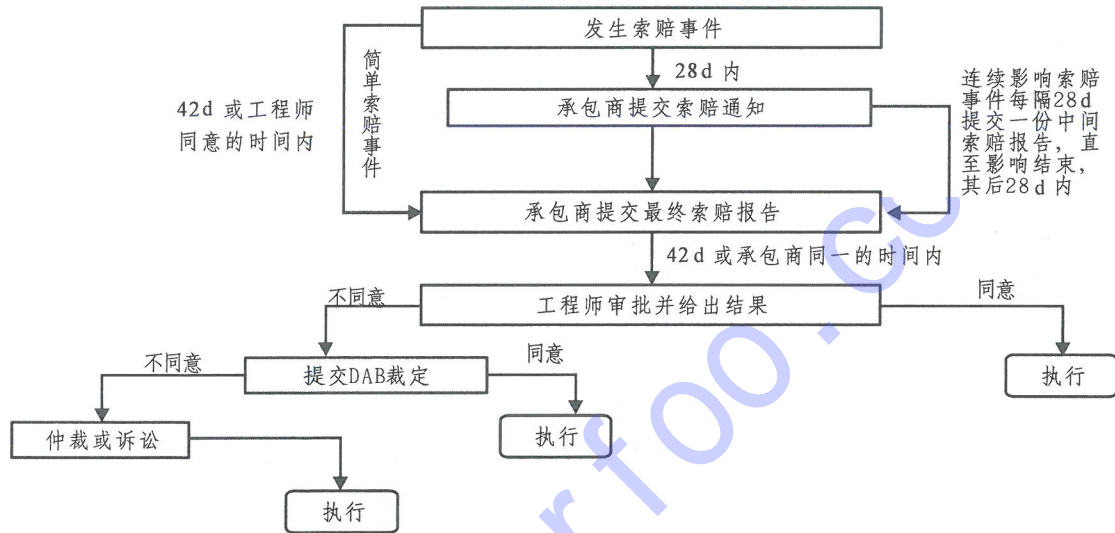 发生索赔事件
简单索赔事件
28d 内
42d 或工程师
同意的时间内
承包商提交索赔通知
连续影响索赔
事件每隔28d
提交一份中间
索赔报告，直
至影响结束，
其后28d 内
承包商提交最终索赔报告
42d 或承包商同一的时间内
不同意
工程师审批并给出结果
同意
不同意
提交DAB裁定
同意
执行
仲裁或诉讼
执行
执行
rfoo.co